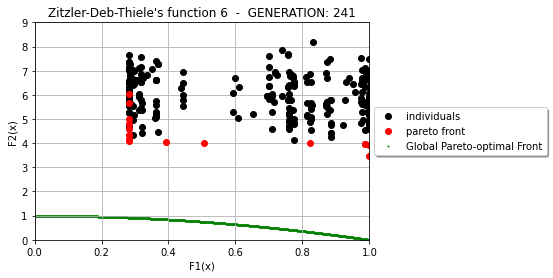 Zitzler-Deb-Thiele's function 6 - GENERATION: 241
9
8
7
6
5
4
3
2
1
0
F2(x)
0.0 0.2 0.4 0.6 0.8 1.0
F1(x)
individuals
pareto front
Global Pareto-optimal Front